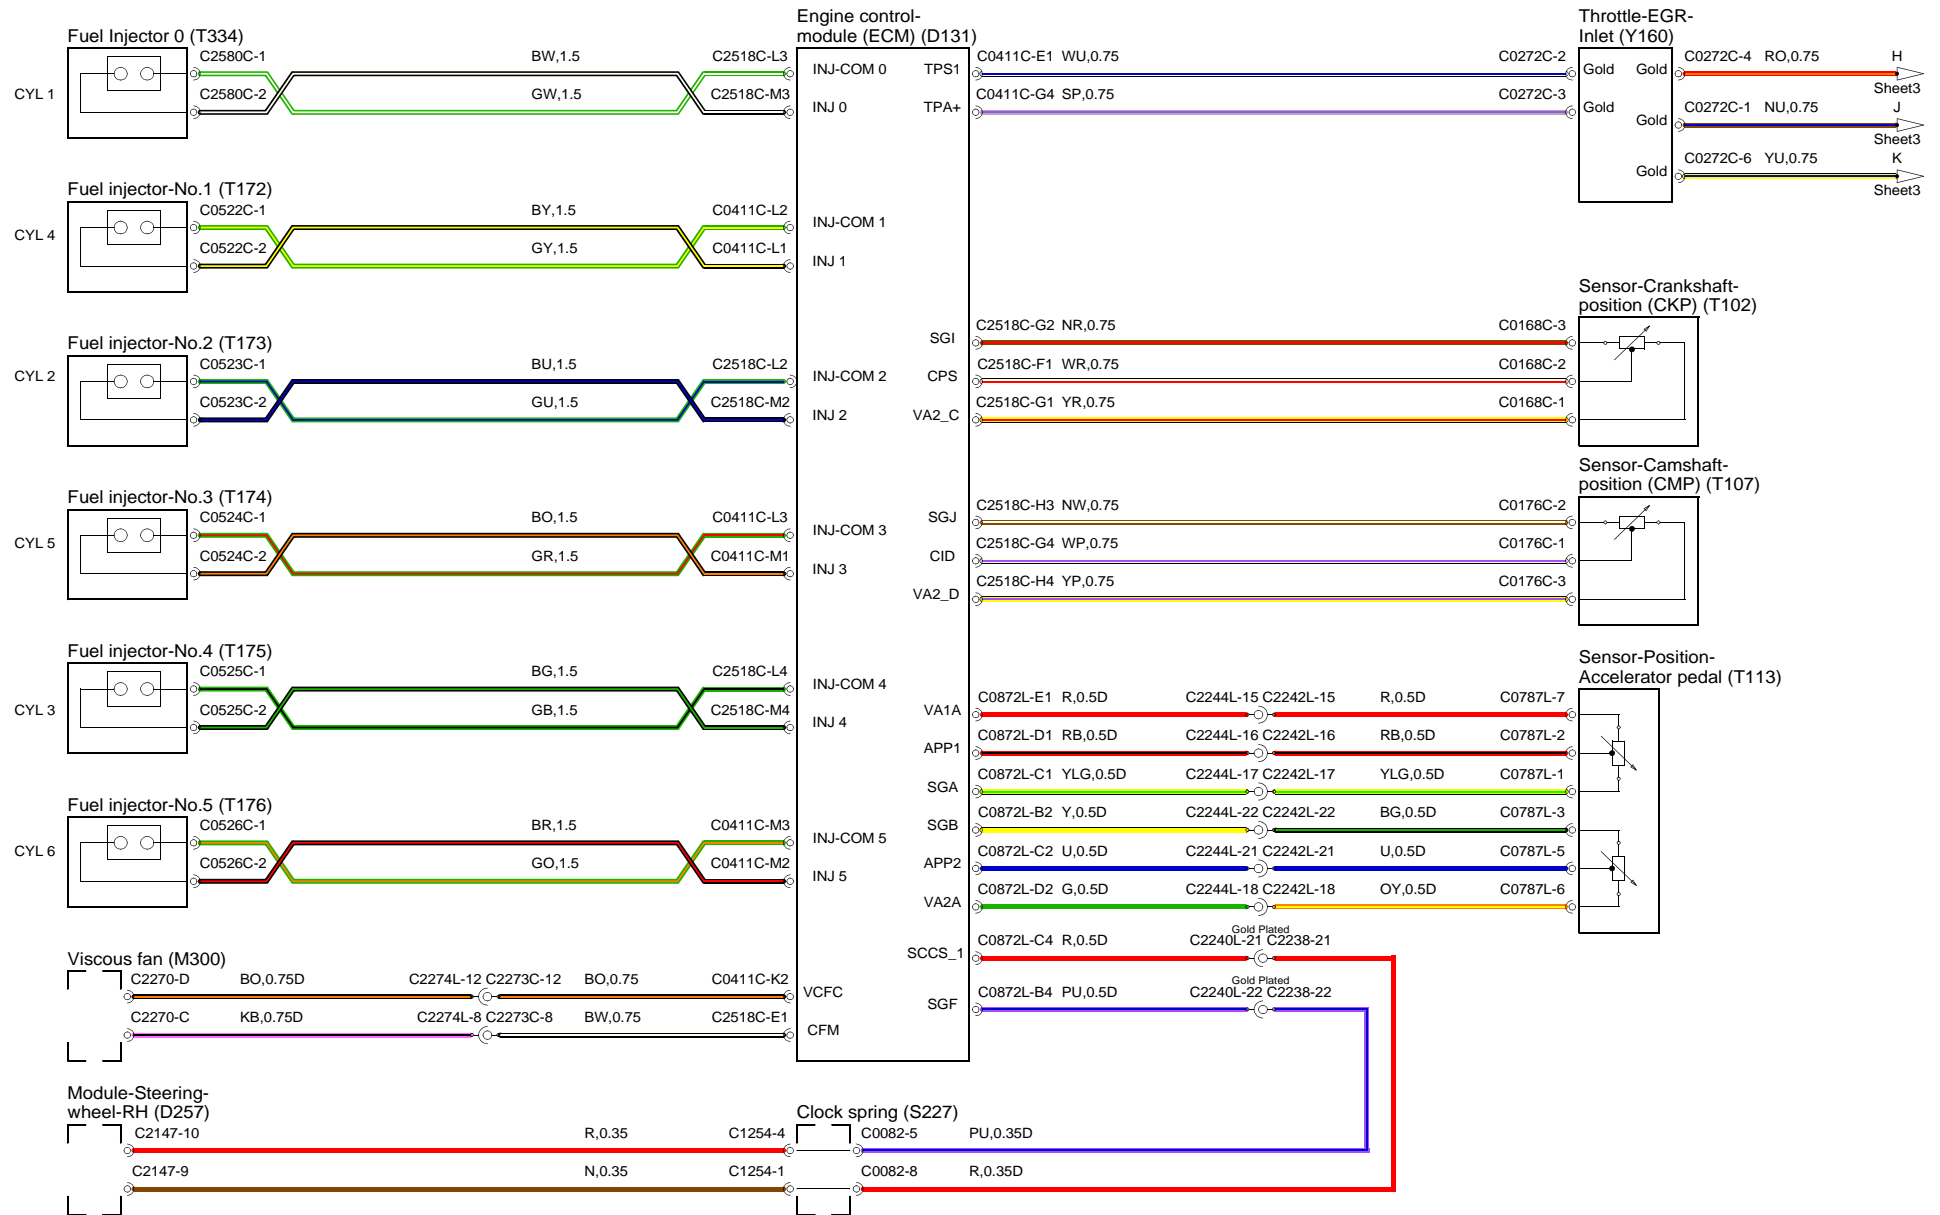 Engine control-
module (ECM) (D131)
Throttle-EGR-
Inlet (Y160)
Fuel Injector 0 (T334)
CYL 1
C2580C-1 BW,1.5 C2518C-L3
C2580C-2 GW,1.5 C2518C-M3
INJ-COM 0
INJ 0
TPS1 C0411C-E1 WU,0.75 C0272C-2
TPA+ C0411C-G4 SP,0.75 C0272C-3
Gold Gold C0272C-4 RO,0.75 H
Sheet3
Gold
Gold C0272C-1 NU,0.75 J
Sheet3
Gold C0272C-6 YU,0.75 K
Sheet3
Fuel injector-No.1 (T172)
CYL 4
C0522C-1 BY,1.5 C0411C-L2
C0522C-2 GY,1.5 C0411C-L1
INJ-COM 1
INJ 1
Sensor-Crankshaft-
position (CKP) (T102)
SGI C2518C-G2 NR,0.75 C0168C-3
CPS C2518C-F1 WR,0.75 C0168C-2
VA2_C C2518C-G1 YR,0.75 C0168C-1
Fuel injector-No.2 (T173)
CYL 2
C0523C-1 BU,1.5 C2518C-L2
C0523C-2 GU,1.5 C2518C-M2
INJ-COM 2
INJ 2
Sensor-Camshaft-
position (CMP) (T107)
SGJ C2518C-H3 NW,0.75 C0176C-2
CID C2518C-G4 WP,0.75 C0176C-1
VA2_D C2518C-H4 YP,0.75 C0176C-3
Fuel injector-No.3 (T174)
CYL 5
C0524C-1 BO,1.5 C0411C-L3
C0524C-2 GR,1.5 C0411C-M1
INJ-COM 3
INJ 3
Fuel injector-No.4 (T175)
CYL 3
C0525C-1 BG,1.5 C2518C-L4
C0525C-2 GB,1.5 C2518C-M4
INJ-COM 4
INJ 4
Sensor-Position-
Accelerator pedal (T113)
VA1A C0872L-E1 R,0.5D C2244L-15 C2242L-15 R,0.5D C0787L-7
APP1 C0872L-D1 RB,0.5D C2244L-16 C2242L-16 RB,0.5D C0787L-2
SGA C0872L-C1 YLG,0.5D C2244L-17 C2242L-17 YLG,0.5D C0787L-1
SGB C0872L-B2 Y,0.5D C2244L-22 C2242L-22 BG,0.5D C0787L-3
APP2 C0872L-C2 U,0.5D C2244L-21 C2242L-21 U,0.5D C0787L-5
VA2A C0872L-D2 G,0.5D C2244L-18 C2242L-18 OY,0.5D C0787L-6
Fuel injector-No.5 (T176)
CYL 6
C0526C-1 BR,1.5 C0411C-M3
C0526C-2 GO,1.5 C0411C-M2
INJ-COM 5
INJ 5
Gold Plated
SCCS_1 C0872L-C4 R,0.5D C2240L-21 C2238-21
Gold Plated
SGF C0872L-B4 PU,0.5D C2240L-22 C2238-22
Viscous fan (M300)
C2270-D BO,0.75D C2274L-12 C2273C-12 BO,0.75 C0411C-K2 VCFC
C2270-C KB,0.75D C2274L-8 C2273C-8 BW,0.75 C2518C-E1 CFM
Module-Steering-
wheel-RH (D257)
Clock spring (S227)
C2147-10 R,0.35 C1254-4 C0082-5 PU,0.35D
C2147-9 N,0.35 C1254-1 C0082-8 R,0.35D